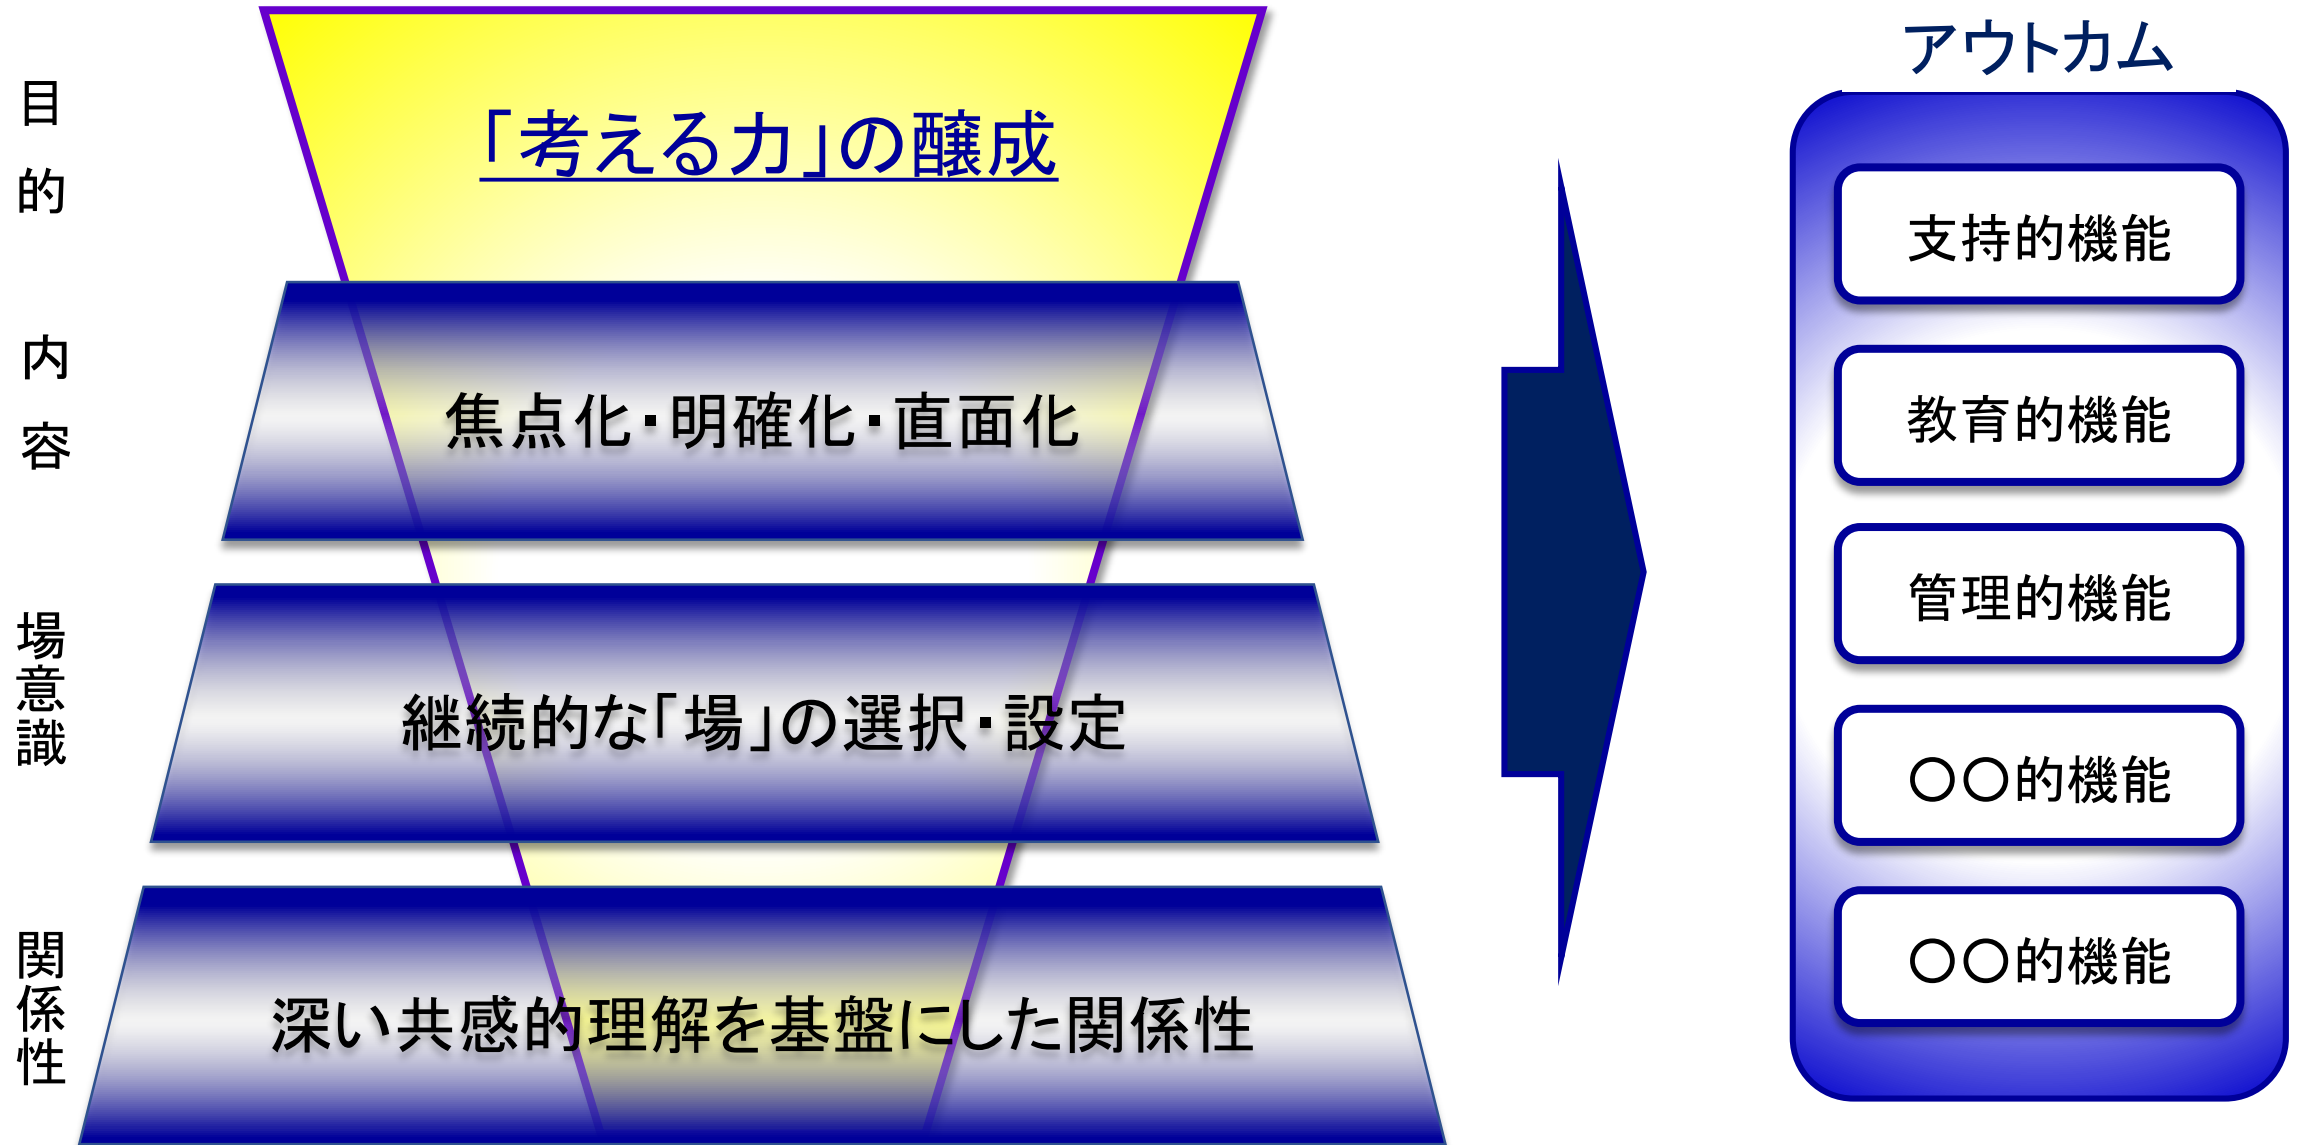 目的
「考える力」の醸成
内容
焦点化・明確化・直面化
場意識
継続的な「場」の選択・設定
関係性
深い共感的理解を基盤にした関係性
アウトカム
支持的機能
教育的機能
管理的機能
〇〇的機能
〇〇的機能